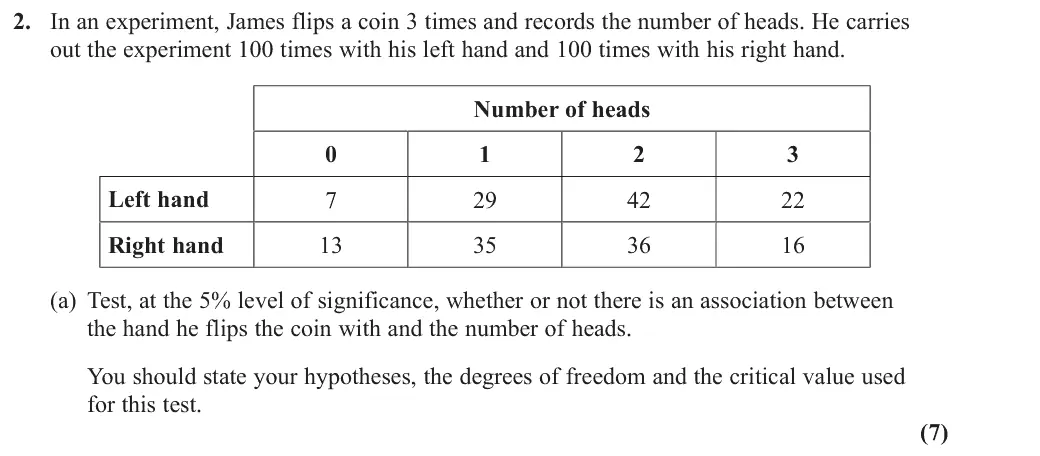 2. In an experiment, James flips a coin 3 times and records the number of heads. He carries
out the experiment 100 times with his left hand and 100 times with his right hand.
Number of heads
0 1 2 3
Left hand 7 29 42 22
Right hand 13 35 36 16
(a) Test, at the 5% level of significance, whether or not there is an association between
the hand he flips the coin with and the number of heads.
You should state your hypotheses, the degrees of freedom and the critical value used
for this test.
(7)